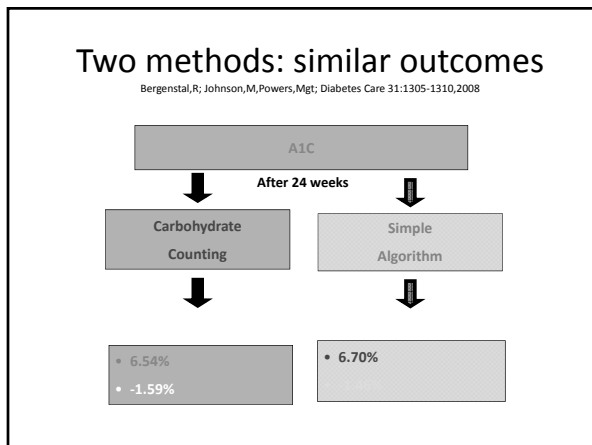 Two methods: similar outcomes
Bergenstal,R; Johnson,M,Powers,Mgt; Diabetes Care 31:1305-1310,2008
A1C
After 24 weeks
Carbohydrate
Counting
Simple
Algorithm
• 6.54%
• -1.59%
• 6.70%
•